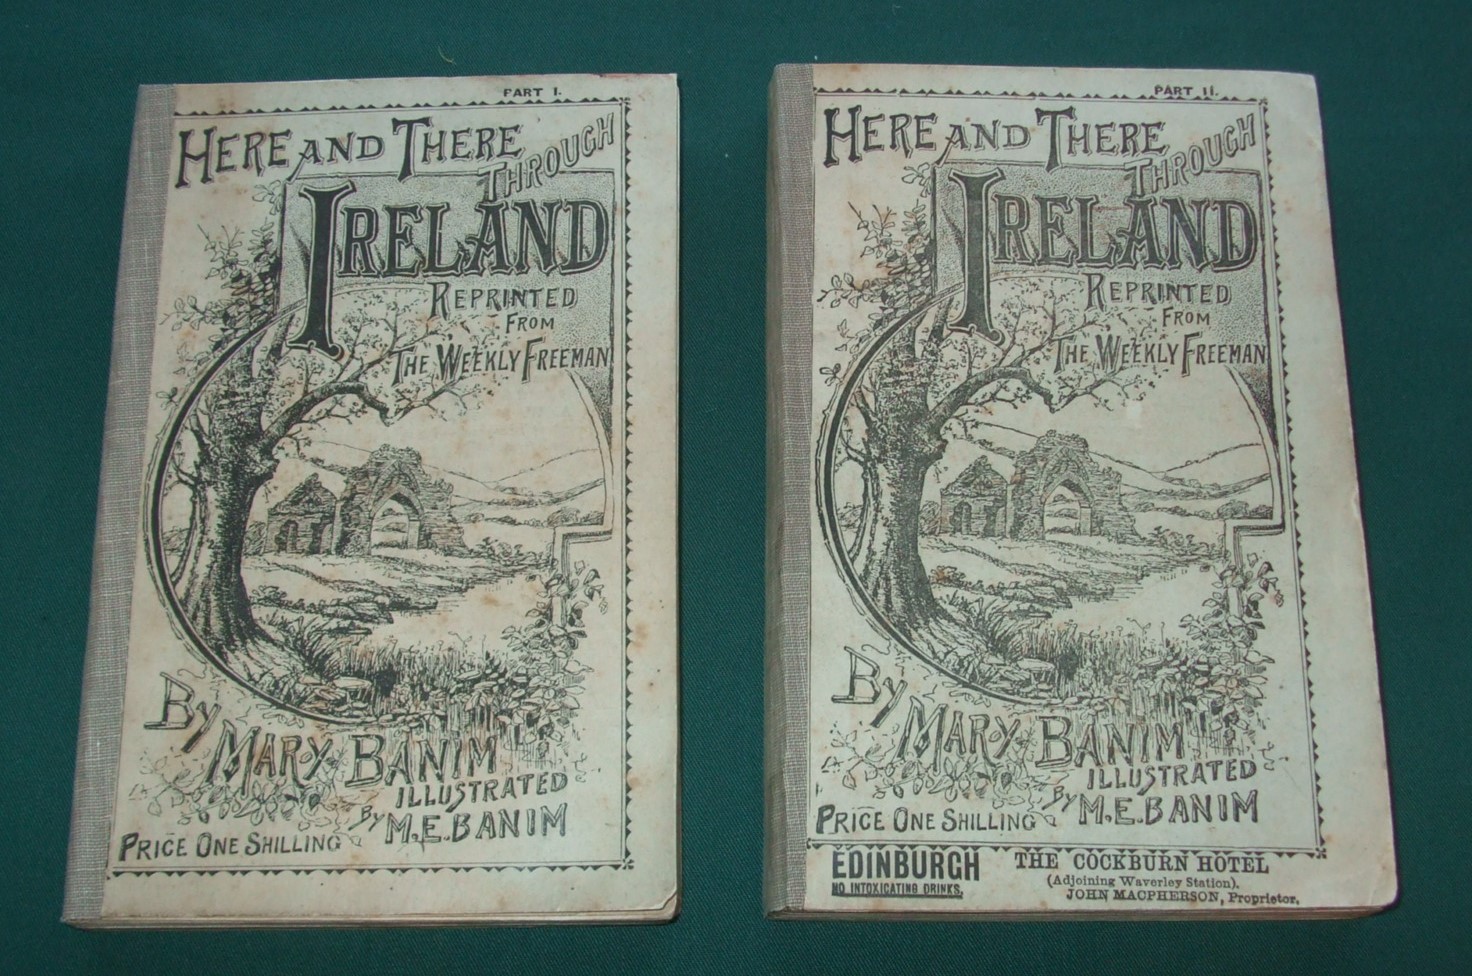 PART I.
HERE AND THERE
THROUGH
IRELAND
REPRINTED
FROM
THE WEEKLY FREEMAN
BY
MARY BANIM
ILLUSTRATED
BY M.E.BANIM
PRICE ONE SHILLING
PART II.
HERE AND THERE
THROUGH
IRELAND
REPRINTED
FROM
THE WEEKLY FREEMAN
BY
MARY BANIM
ILLUSTRATED
BY M.E.BANIM
PRICE ONE SHILLING
EDINBURGH
NO INTOXICATING DRINKS.
THE COCKBURN HOTEL
(Adjoining Waverley Station).
JOHN MACPHERSON, Proprietor.